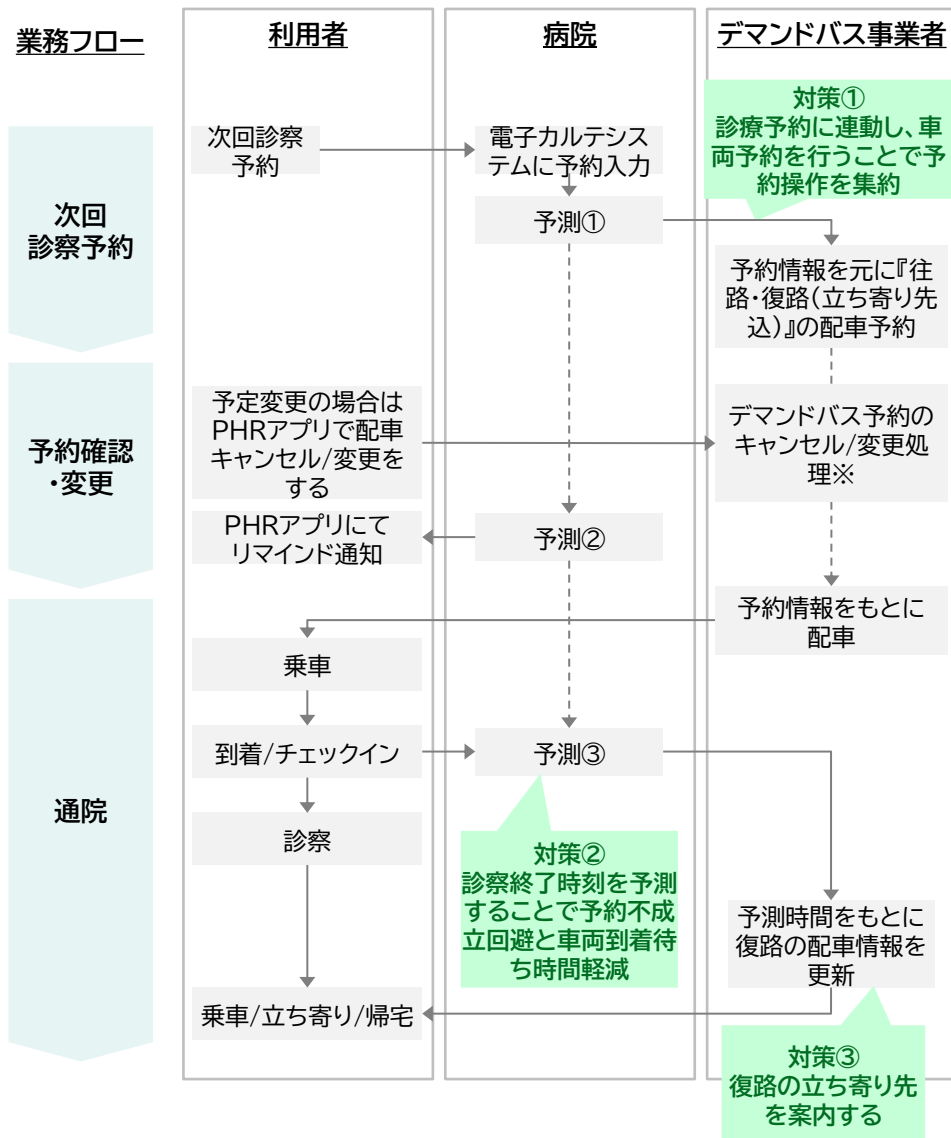 業務フロー
利用者
病院
デマンドバス事業者
対策①
診療予約に連動し、車
両予約を行うことで予
約操作を集約
次回
診察予約
次回診察
予約
電子カルテシス
テムに予約入力
予測①
予約情報を元に『往
路・復路(立ち寄り先
込)』の配車予約
予約確認
・変更
予定変更の場合は
PHRアプリで配車
キャンセル/変更を
する
デマンドバス予約の
キャンセル/変更処
理※
PHRアプリにて
リマインド通知
予測②
予約情報をもとに
配車
通院
乗車
到着/チェックイン
予測③
診察
対策②
診察終了時刻を予測
することで予約不成
立回避と車両到着待
ち時間軽減
予測時間をもとに
復路の配車情報を
更新
乗車/立ち寄り/帰宅
対策③
復路の立ち寄り先
を案内する